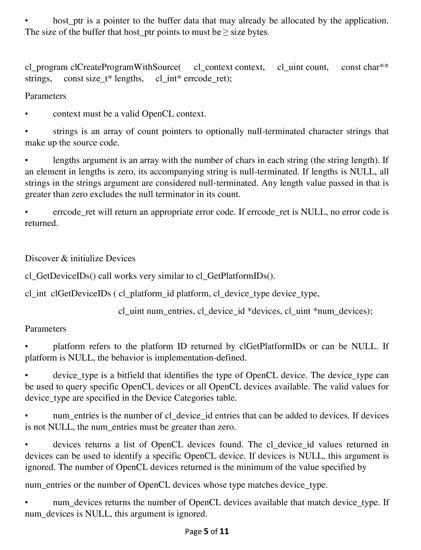 • host_ptr is a pointer to the buffer data that may already be allocated by the application.
The size of the buffer that host_ptr points to must be ≥ size bytes.
cl_program clCreateProgramWithSource( cl_context context, cl_uint count, const char**
strings, const size_t* lengths, cl_int* errcode_ret);
Parameters
• context must be a valid OpenCL context.
• strings is an array of count pointers to optionally null-terminated character strings that
make up the source code.
• lengths argument is an array with the number of chars in each string (the string length). If
an element in lengths is zero, its accompanying string is null-terminated. If lengths is NULL, all
strings in the strings argument are considered null-terminated. Any length value passed in that is
greater than zero excludes the null terminator in its count.
• errcode_ret will return an appropriate error code. If errcode_ret is NULL, no error code is
returned.
Discover & initialize Devices
cl_GetDeviceIDs() call works very similar to cl_GetPlatformIDs().
cl_int clGetDeviceIDs ( cl_platform_id platform, cl_device_type device_type,
cl_uint num_entries, cl_device_id *devices, cl_uint *num_devices);
Parameters
• platform refers to the platform ID returned by clGetPlatformIDs or can be NULL. If
platform is NULL, the behavior is implementation-defined.
• device_type is a bitfield that identifies the type of OpenCL device. The device_type can
be used to query specific OpenCL devices or all OpenCL devices available. The valid values for
device_type are specified in the Device Categories table.
• num_entries is the number of cl_device_id entries that can be added to devices. If devices
is not NULL, the num_entries must be greater than zero.
• devices returns a list of OpenCL devices found. The cl_device_id values returned in
devices can be used to identify a specific OpenCL device. If devices is NULL, this argument is
ignored. The number of OpenCL devices returned is the minimum of the value specified by
num_entries or the number of OpenCL devices whose type matches device_type.
• num_devices returns the number of OpenCL devices available that match device_type. If
num_devices is NULL, this argument is ignored.
Page 5 of 11